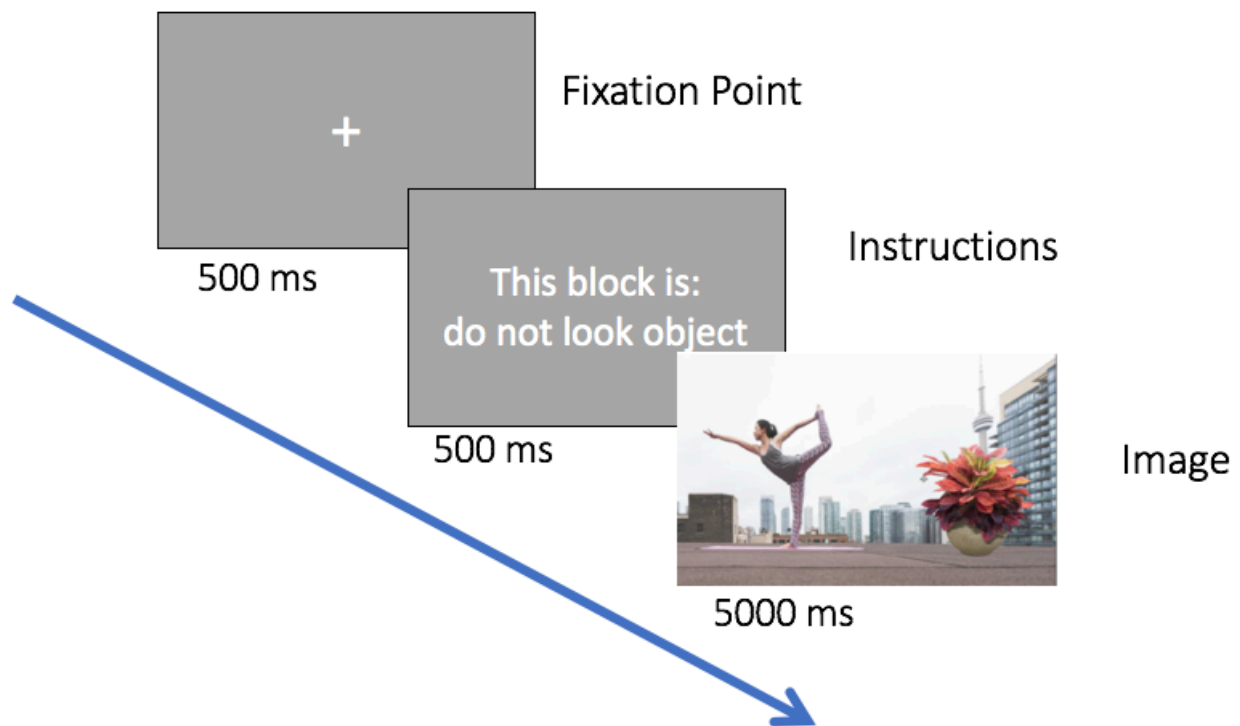 +
Fixation Point
500 ms
This block is:
do not look object
Instructions
500 ms
Image
5000 ms